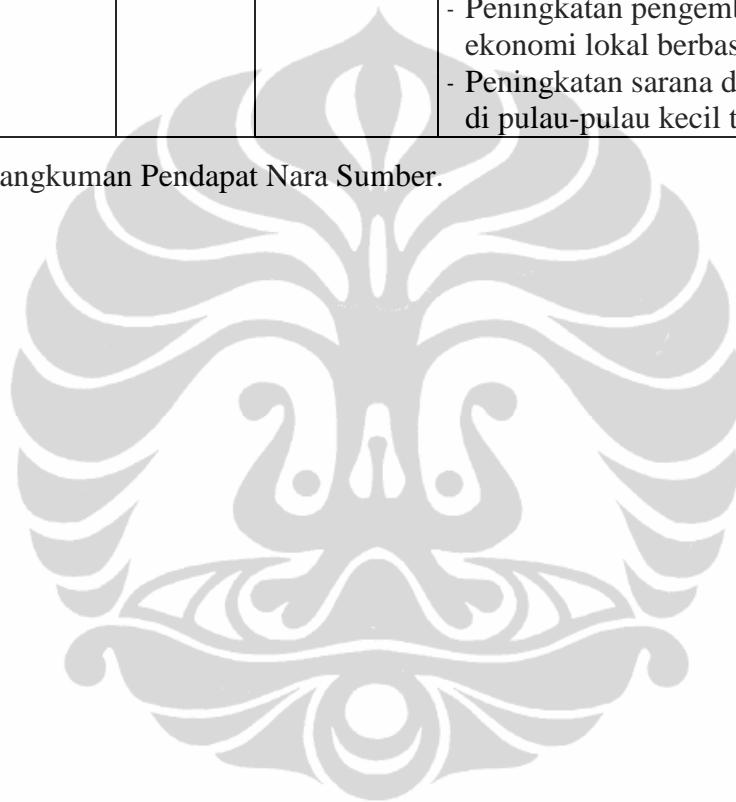 - Peningkatan pengemb
ekonomi lokal berbas
- Peningkatan sarana d
di pulau-pulau kecil t
angkuman Pendapat Nara Sumber.